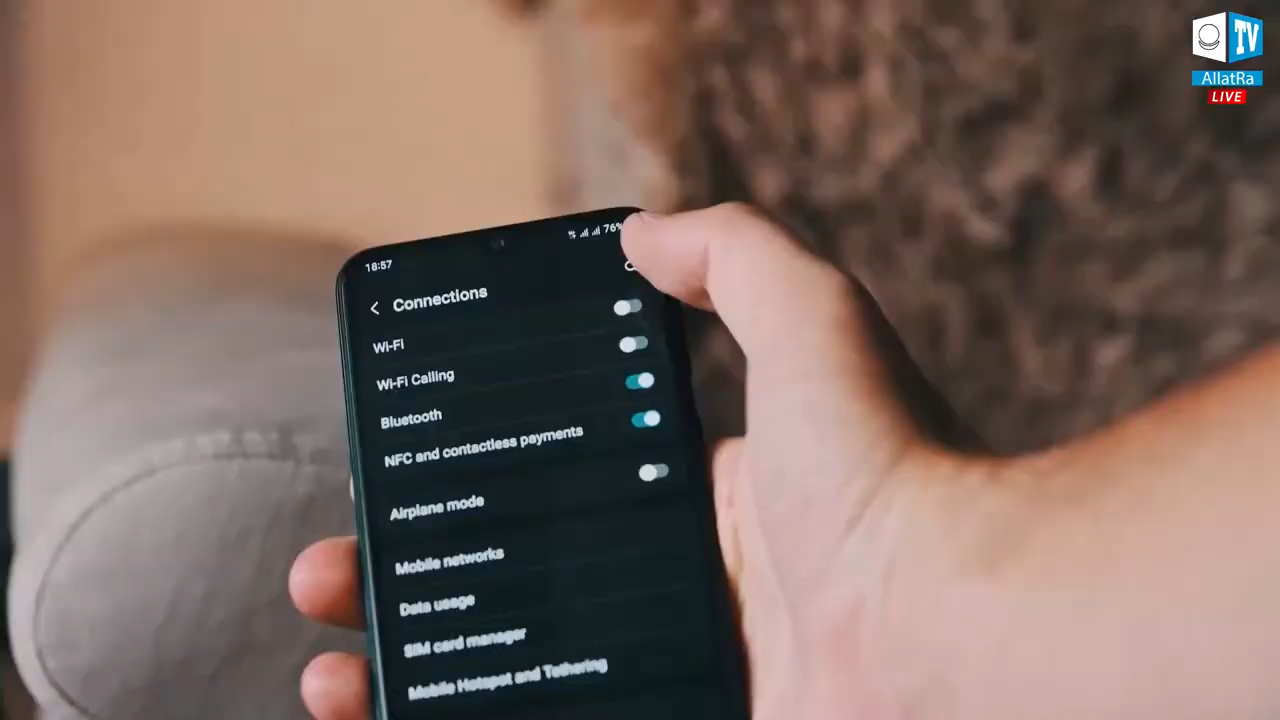 TV
AllatRa
LIVE
18:57
76%
Connections
Wi-Fi
Wi-Fi Calling
Bluetooth
NFC and contactless payments
Airplane mode
Mobile networks
Data usage
SIM card manager
Mobile Hotspot and Tethering